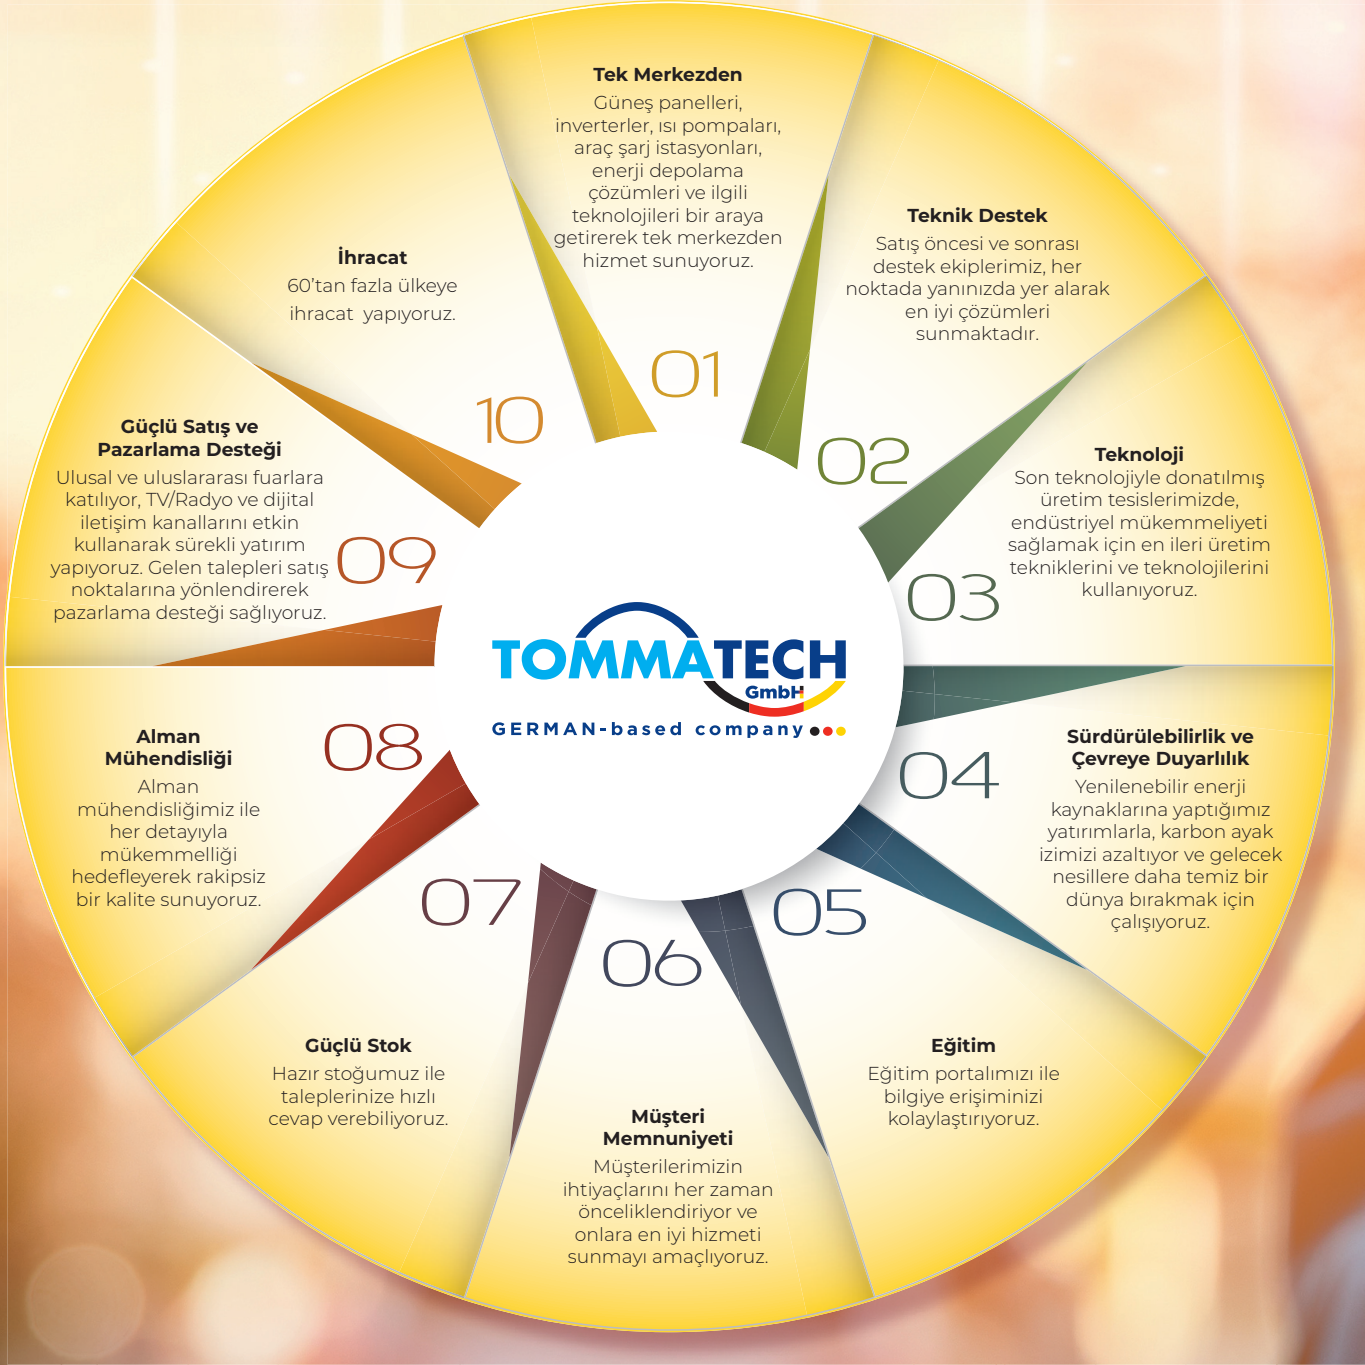 Tek Merkezden
Güneş panelleri,
inverterler, ısı pompaları,
araç şarj istasyonları,
enerji depolama
çözümleri ve ilgili
teknolojileri bir araya
getirerek tek merkezden
hizmet sunuyoruz.
01
Teknik Destek
Satış öncesi ve sonrası
destek ekiplerimiz, her
noktada yanınızda yer alarak
en iyi çözümleri
sunmaktadır.
02
Teknoloji
Son teknolojiyle donatılmış
üretim tesislerimizde,
endüstriyel mükemmeliyeti
sağlamak için en ileri üretim
tekniklerini ve teknolojilerini
kullanıyoruz.
03
Sürdürülebilirlik ve
Çevreye Duyarlılık
Yenilenebilir enerji
kaynaklarına yaptığımız
yatırımlarla, karbon ayak
izimizi azaltıyor ve gelecek
nesillere daha temiz bir
dünya bırakmak için
çalışıyoruz.
04
Eğitim
Eğitim portalımızı ile
bilgiye erişiminizi
kolaylaştırıyoruz.
05
Müşteri
Memnuniyeti
Müşterilerimizin
ihtiyaçlarını her zaman
önceliklendiriyor ve
onlara en iyi hizmeti
sunmayı amaçlıyoruz.
06
Güçlü Stok
Hazır stoğumuz ile
taleplerinize hızlı
cevap verebiliyoruz.
07
Alman
Mühendisliği
Alman
mühendisliğimiz ile
her detayıyla
mükemmelliği
hedefleyerek rakipsiz
bir kalite sunuyoruz.
08
Güçlü Satış ve
Pazarlama Desteği
Ulusal ve uluslararası fuarlara
katılıyor, TV/Radyo ve dijital
iletişim kanallarını etkin
kullanarak sürekli yatırım
yapıyoruz. Gelen talepleri satış
noktalarına yönlendirerek
pazarlama desteği sağlıyoruz.
09
İhracat
60’tan fazla ülkeye
ihracat yapıyoruz.
10
TOMMATECH
GmbH
GERMAN-based company